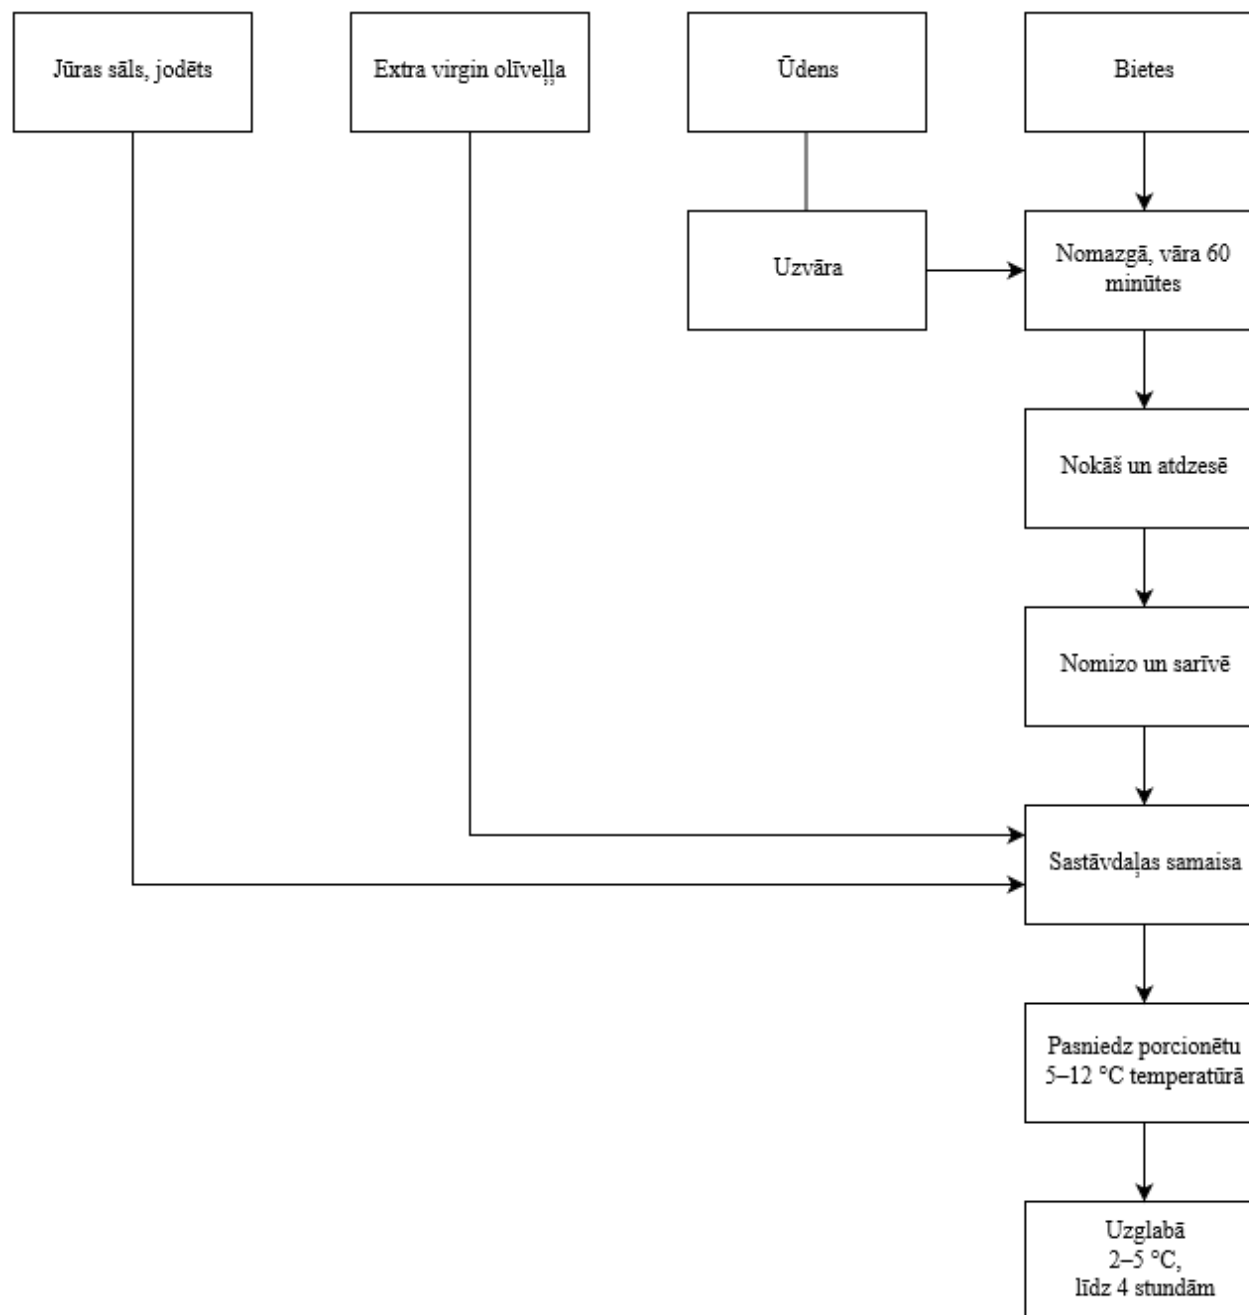 Jūras sāls, jodēts
Extra virgin olīveļļa
Ūdens
Bietes
Uzvāra
Nomazgā, vāra 60
minūtes
Nokāš un atdzesē
Nomizo un sarīvē
Sastāvdaļas samaisa
Pasniedz porcionētu
5–12 °C temperatūrā
Uzglabā
2–5 °C,
līdz 4 stundām